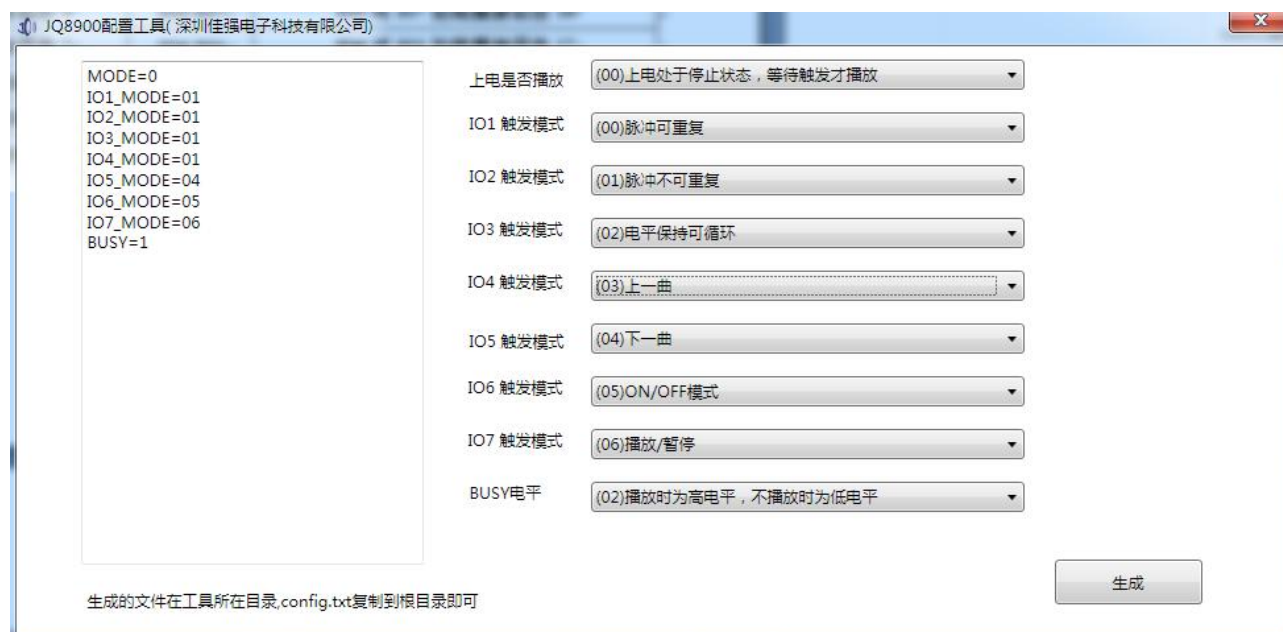 JQ8900配置工具( 深圳佳强电子科技有限公司)
MODE=0
IO1_MODE=01
IO2_MODE=01
IO3_MODE=01
IO4_MODE=01
IO5_MODE=04
IO6_MODE=05
IO7_MODE=06
BUSY=1
上电是否播放 (00)上电处于停止状态，等待触发才播放
IO1 触发模式 (00)脉冲可重复
IO2 触发模式 (01)脉冲不可重复
IO3 触发模式 (02)电平保持可循环
IO4 触发模式 (03)上一曲
IO5 触发模式 (04)下一曲
IO6 触发模式 (05)ON/OFF模式
IO7 触发模式 (06)播放/暂停
BUSY电平 (02)播放时为高电平，不播放时为低电平
生成
生成的文件在工具所在目录,config.txt复制到根目录即可